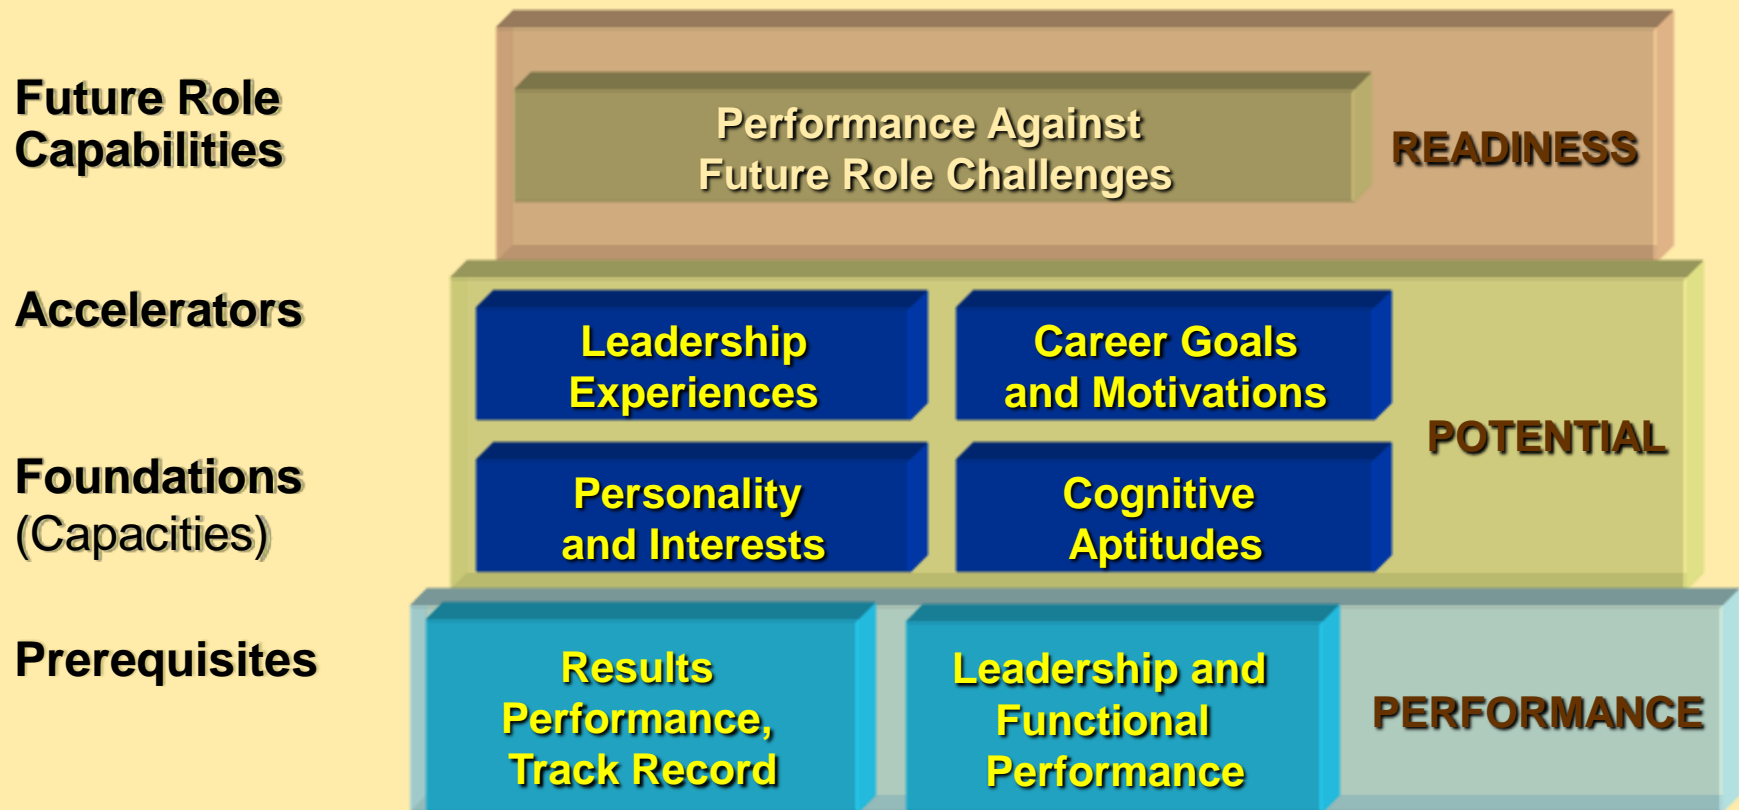 Future Role
Capabilities
Performance Against
Future Role Challenges
READINESS
Accelerators
Leadership
Experiences
Career Goals
and Motivations
POTENTIAL
Foundations
(Capacities)
Personality
and Interests
Cognitive
Aptitudes
Prerequisites
Results
Performance,
Track Record
Leadership and
Functional
Performance
PERFORMANCE